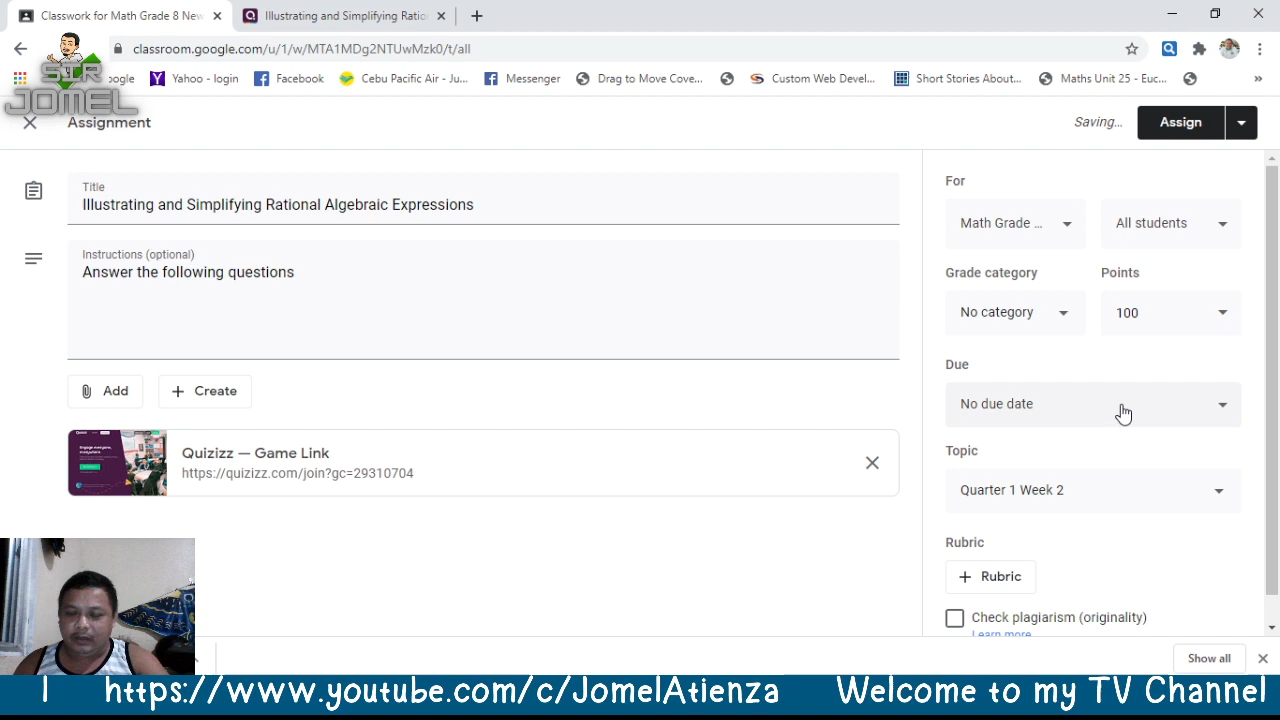 Classwork for Math Grade 8 New
Illustrating and Simplifying Ratio
classroom.google.com/u/1/w/MTA1MDg2NTUwMzk0/t/all
ogle
Yahoo - login
Facebook
Cebu Pacific Air - Ju...
Messenger
Drag to Move Cove...
Custom Web Devel...
Short Stories About...
Maths Unit 25 - Euc...
»
SIR
JOMEL
Assignment
Saving...
Assign
Title
Illustrating and Simplifying Rational Algebraic Expressions
Instructions (optional)
Answer the following questions
Add
Create
Quizizz — Game Link
https://quizizz.com/join?gc=29310704
For
Math Grade ...
All students
Grade category
Points
No category
100
Due
No due date
Topic
Quarter 1 Week 2
Rubric
Rubric
Check plagiarism (originality)
Learn more
Show all
l https://www.youtube.com/c/JomelAtienza Welcome to my TV Channel